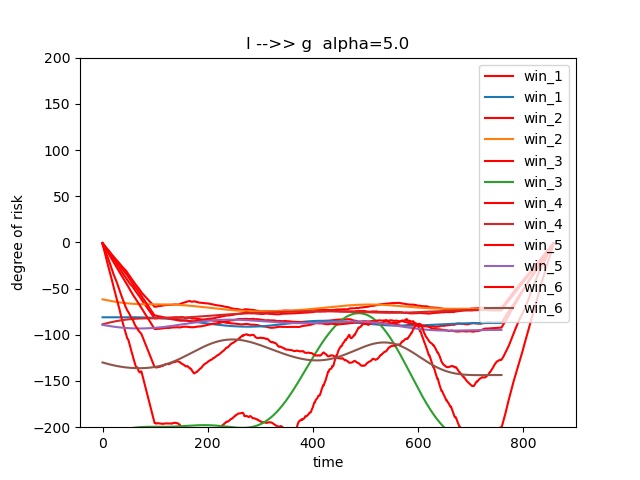 l -->> g  alpha=5.0
degree of risk
200
150
100
50
0
−50
−100
−150
−200
win_1
win_1
win_2
win_2
win_3
win_3
win_4
win_4
win_5
win_5
win_6
win_6
0
200
400
600
800
time